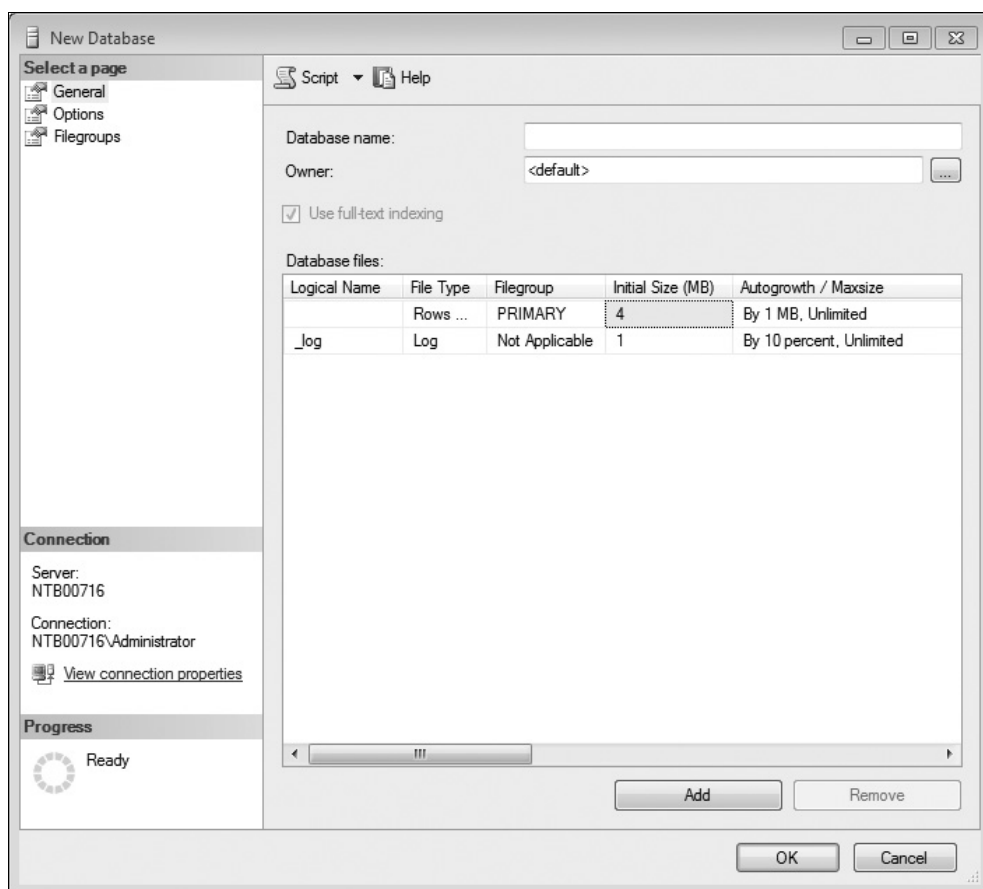 New Database
Select a page
General
Options
Filegroups
Script
Help
Database name:
Owner:
<default>
...
Use full-text indexing
Database files:
Logical Name File Type Filegroup Initial Size (MB) Autogrowth / Maxsize
Rows ... PRIMARY 4 By 1 MB, Unlimited
_log Log Not Applicable 1 By 10 percent, Unlimited
Connection
Server:
NTB00716
Connection:
NTB00716\Administrator
View connection properties
Progress
Ready
Add
Remove
OK
Cancel